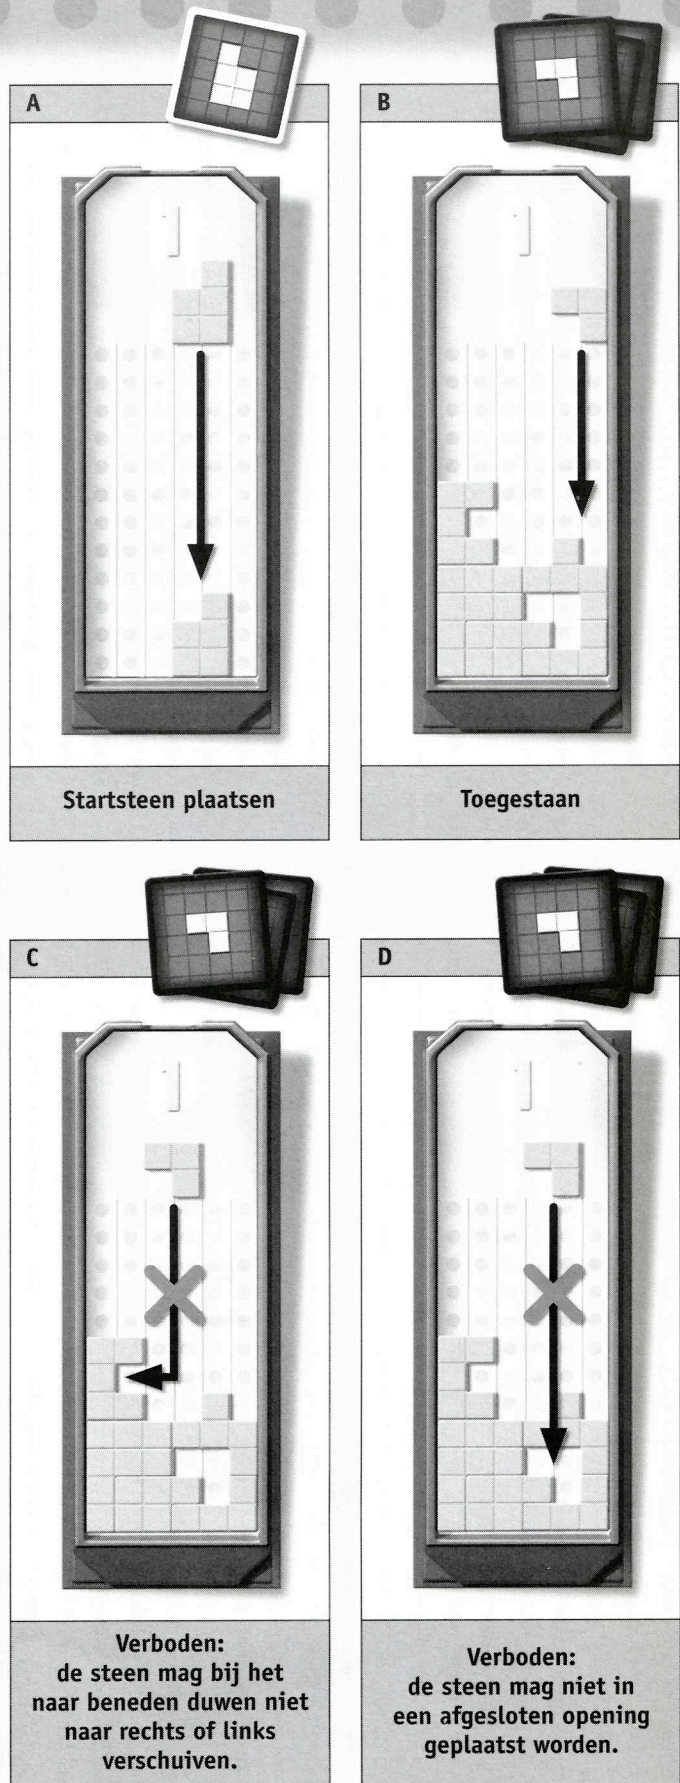 A
B
Startsteen plaatsen
Toegestaan
C
D
Verboden:
de steen mag bij het
naar beneden duwen niet
naar rechts of links
verschuiven.
Verboden:
de steen mag niet in
een afgesloten opening
geplaatst worden.